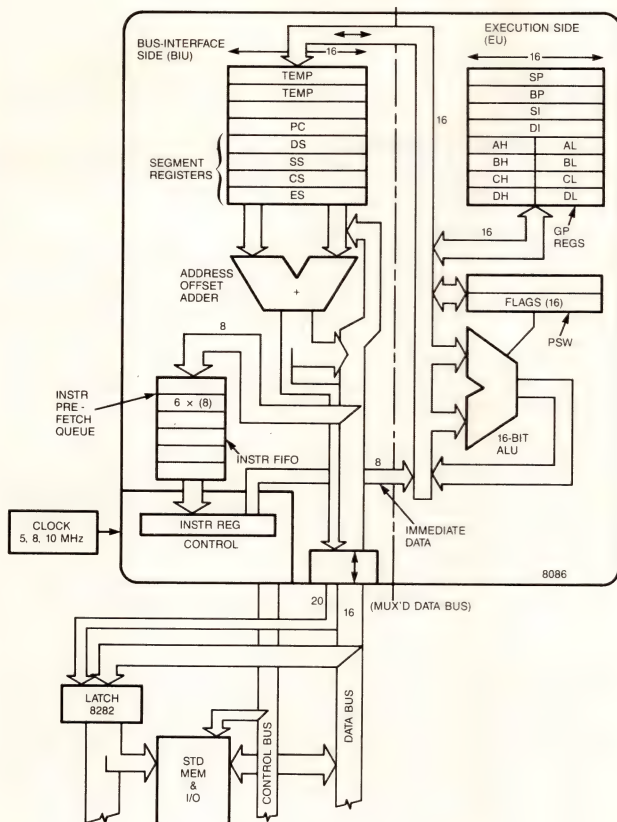 BUS-INTERFACE
SIDE (BIU)
16
EXECUTION SIDE
(EU)
16
TEMP
TEMP
PC
DS
SS
CS
ES
SEGMENT
REGISTERS
16
SP
BP
SI
DI
AH AL
BH BL
CH CL
DH DL
GP
REGS
16
ADDRESS
OFFSET
ADDER
+
FLAGS (16)
PSW
8
INSTR
PRE-
FETCH
QUEUE
6 × (8)
INSTR FIFO
16-BIT
ALU
8
IMMEDIATE
DATA
INSTR REG
CONTROL
CLOCK
5, 8, 10 MHz
8086
20
16
(MUX'D DATA BUS)
LATCH
8282
STD
MEM
&
I/O
CONTROL BUS
DATA BUS